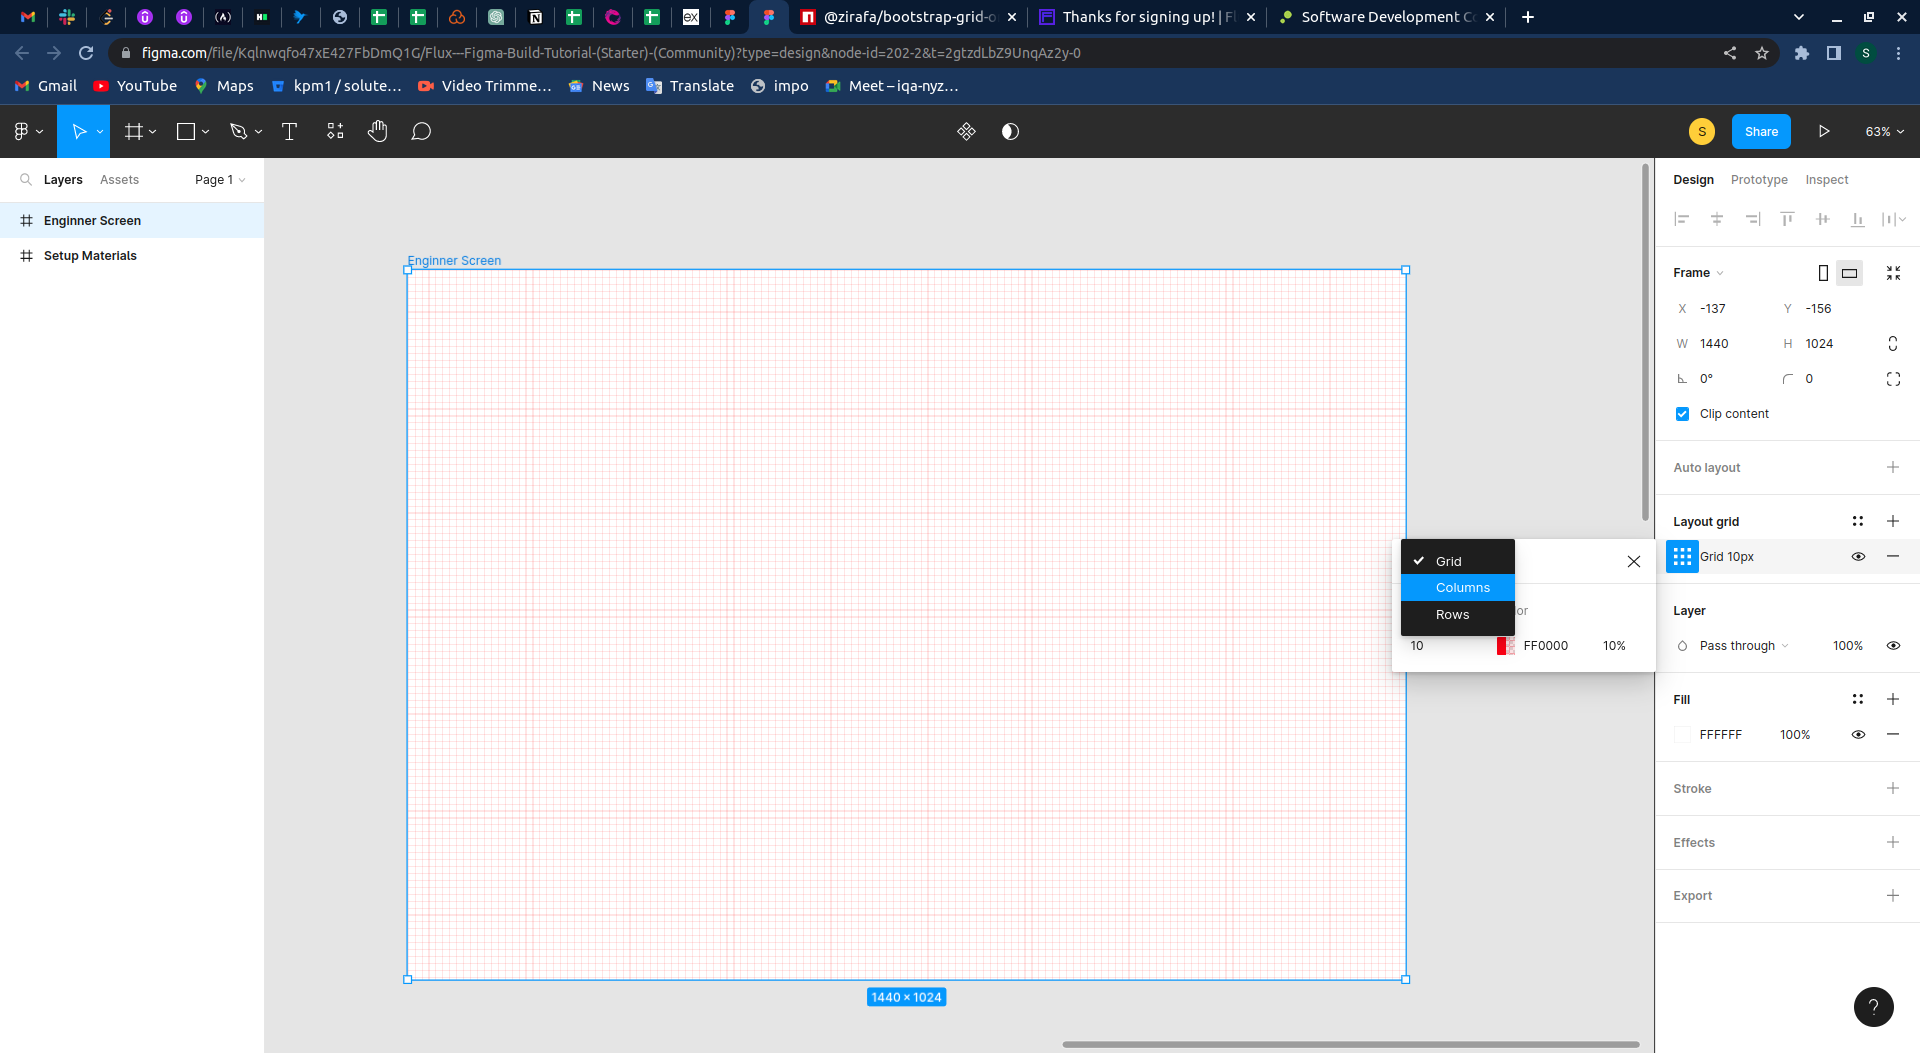 @zirafa/bootstrap-grid-o
Thanks for signing up! | Fl
Software Development Co
figma.com/file/Kqlnwqfo47xE427FbDmQ1G/Flux---Figma-Build-Tutorial-(Starter)-(Community)?type=design&node-id=202-2&t=2gtzdLbZ9UnqAz2y-0
S
Gmail
YouTube
Maps
kpm1 / solute…
Video Trimme…
News
Translate
impo
Meet – iqa-nyz…
S
Share
63%
Layers
Assets
Page 1
Enginner Screen
Setup Materials
Enginner Screen
1440 × 1024
Grid
Columns
Rows
or
10
FF0000
10%
Design
Prototype
Inspect
Frame
X -137
Y -156
W 1440
H 1024
0°
0
Clip content
Auto layout
Layout grid
Grid 10px
Layer
Pass through
100%
Fill
FFFFFF
100%
Stroke
Effects
Export
?